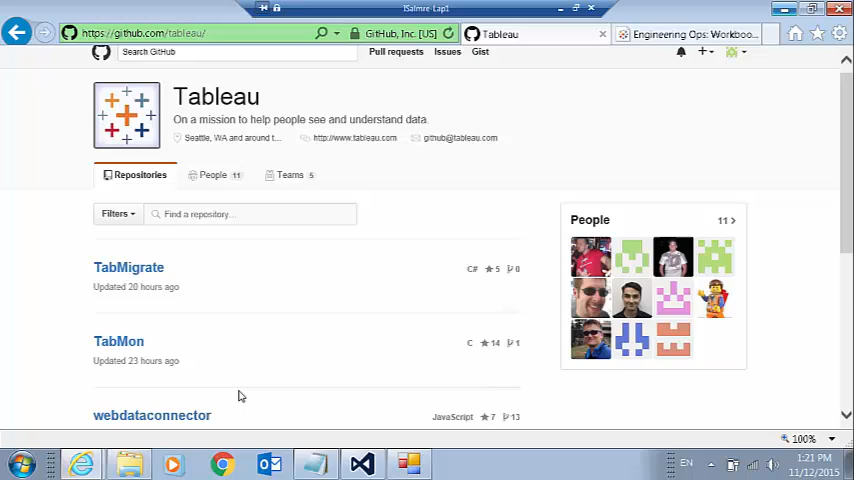 ISalmre-Lap1
https://github.com/tableau/
GitHub, Inc. [US]
Tableau
Engineering Ops: Workboo...
Search GitHub
Pull requests Issues Gist
Tableau
On a mission to help people see and understand data.
Seattle, WA and around t... http://www.tableau.com github@tableau.com
Repositories People 11 Teams 5
Filters Find a repository...
People 11
TabMigrate C# 5 0
Updated 20 hours ago
TabMon C 14 1
Updated 23 hours ago
webdataconnector JavaScript 7 13
100%
EN
1:21 PM
11/12/2015